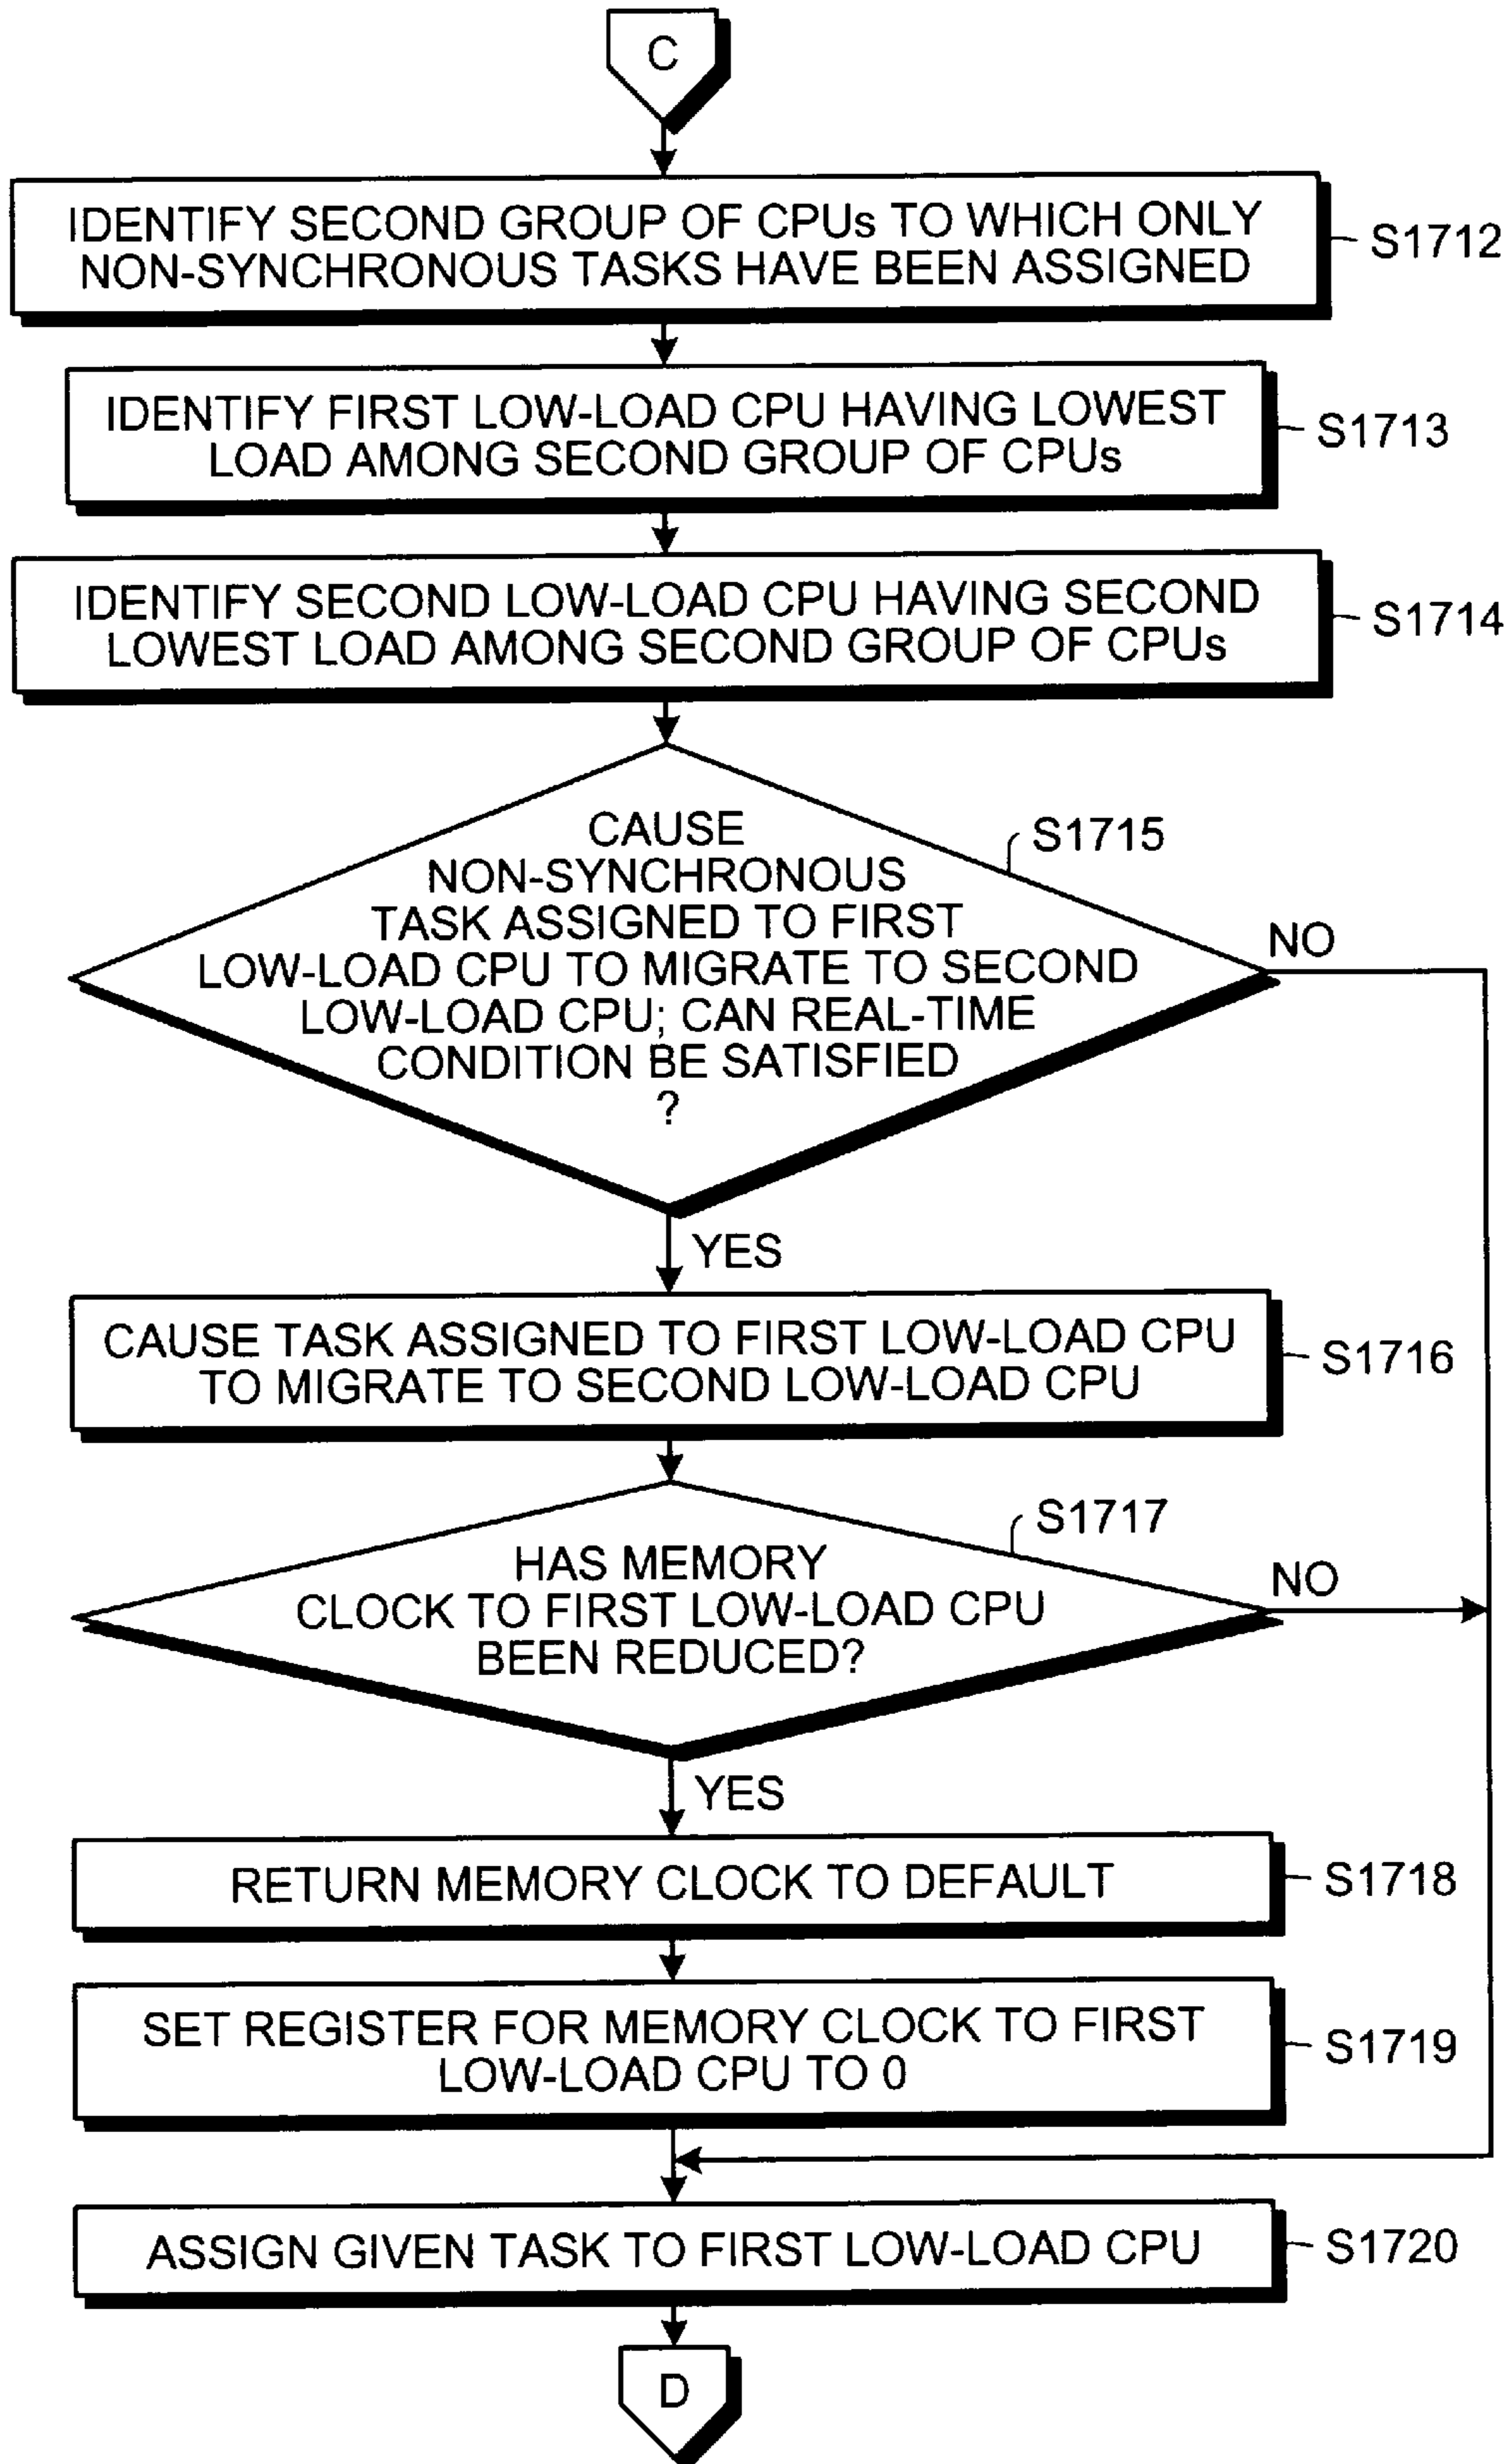 C
IDENTIFY SECOND GROUP OF CPUs TO WHICH ONLY
NON-SYNCHRONOUS TASKS HAVE BEEN ASSIGNED
S1712
IDENTIFY FIRST LOW-LOAD CPU HAVING LOWEST
LOAD AMONG SECOND GROUP OF CPUs
S1713
IDENTIFY SECOND LOW-LOAD CPU HAVING SECOND
LOWEST LOAD AMONG SECOND GROUP OF CPUs
S1714
CAUSE
NON-SYNCHRONOUS
TASK ASSIGNED TO FIRST
LOW-LOAD CPU TO MIGRATE TO SECOND
LOW-LOAD CPU; CAN REAL-TIME
CONDITION BE SATISFIED
?
S1715
NO
YES
CAUSE TASK ASSIGNED TO FIRST LOW-LOAD CPU
TO MIGRATE TO SECOND LOW-LOAD CPU
S1716
HAS MEMORY
CLOCK TO FIRST LOW-LOAD CPU
BEEN REDUCED?
S1717
NO
YES
RETURN MEMORY CLOCK TO DEFAULT
S1718
SET REGISTER FOR MEMORY CLOCK TO FIRST
LOW-LOAD CPU TO 0
S1719
ASSIGN GIVEN TASK TO FIRST LOW-LOAD CPU
S1720
D